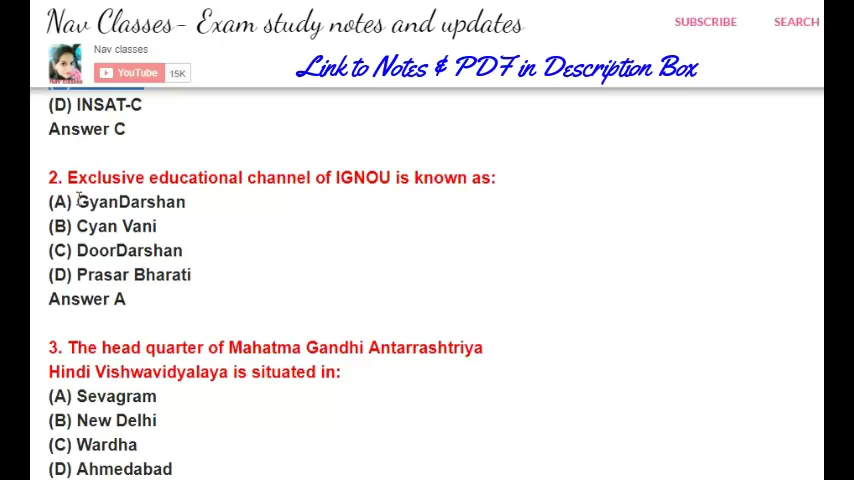 Nav Classes- Exam study notes and updates
SUBSCRIBE
SEARCH
Nav classes
YouTube 15K
Link to Notes & PDF in Description Box
(D) INSAT-C
Answer C
2. Exclusive educational channel of IGNOU is known as:
(A) GyanDarshan
(B) Cyan Vani
(C) DoorDarshan
(D) Prasar Bharati
Answer A
3. The head quarter of Mahatma Gandhi Antarrashtriya
Hindi Vishwavidyalaya is situated in:
(A) Sevagram
(B) New Delhi
(C) Wardha
(D) Ahmedabad